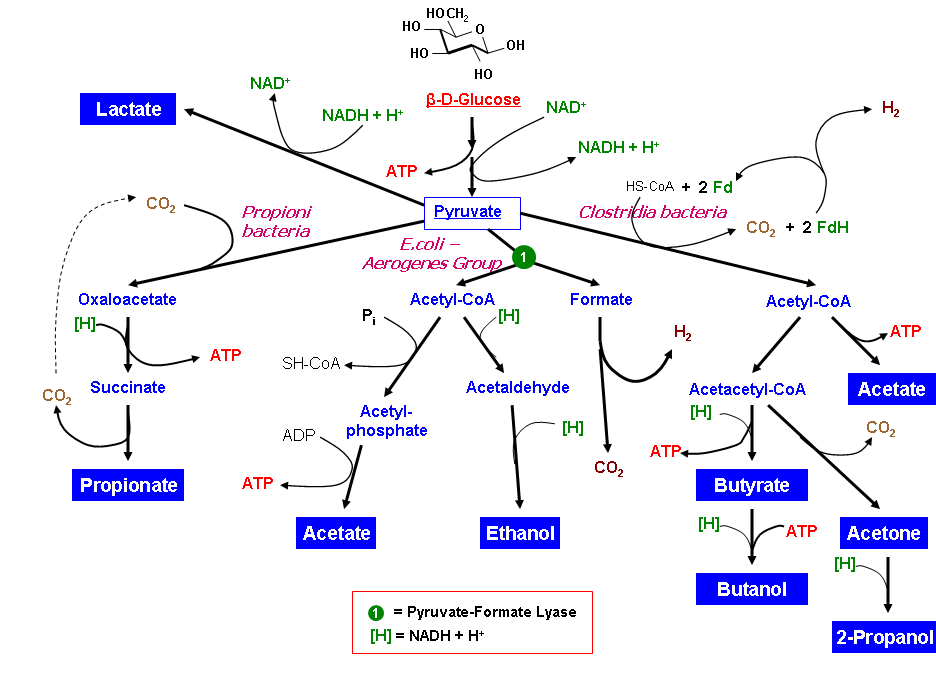 HOCH2
HO
O
HO
OH
HO
β-D-Glucose
NAD+
Lactate
NADH + H+
NAD+
H2
NADH + H+
ATP
HS-CoA + 2 Fd
CO2
Propioni
bacteria
Pyruvate
Clostridia bacteria
CO2 + 2 FdH
E.coli –
Aerogenes Group
1
Oxaloacetate
Acetyl-CoA
Formate
Acetyl-CoA
[H]
Pi
[H]
H2
ATP
ATP
SH-CoA
CO2
Succinate
Acetaldehyde
Acetacetyl-CoA
Acetate
Acetyl-
phosphate
[H]
CO2
ADP
[H]
ATP
CO2
Propionate
ATP
Butyrate
Acetate
Ethanol
[H]
ATP
Acetone
[H]
Butanol
1 = Pyruvate-Formate Lyase
[H] = NADH + H+
2-Propanol